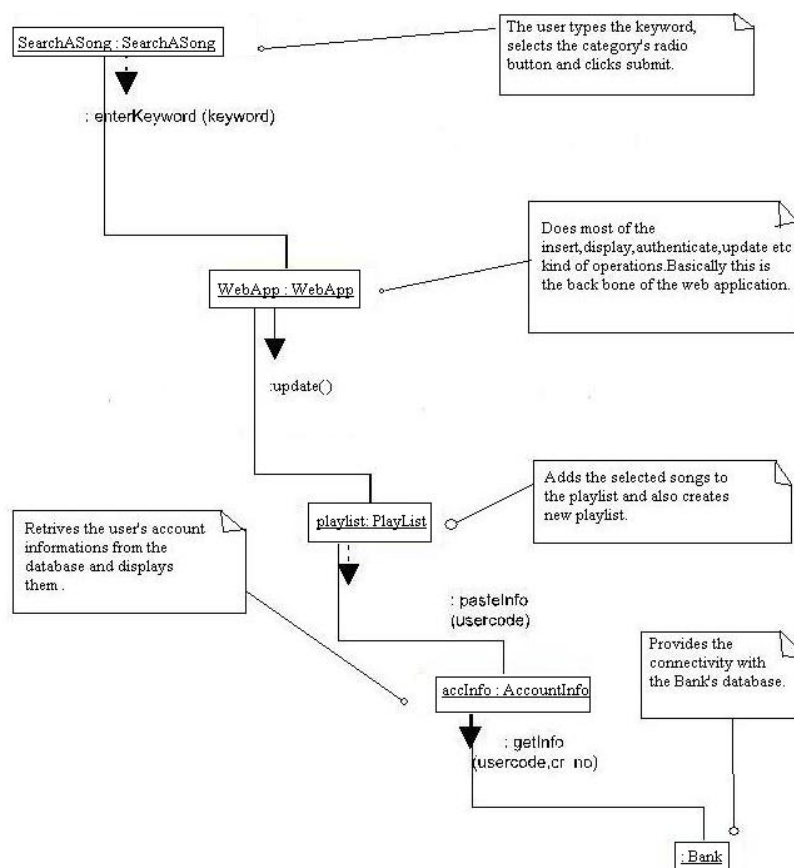 SearchASong : SearchASong
The user types the keyword,
selects the category's radio
button and clicks submit.
: enterKeyword (keyword)
Does most of the
insert,display,authenticate,update etc
kind of operations.Basically this is
the back bone of the web application.
WebApp : WebApp
:update()
Adds the selected songs to
the playlist and also creates
new playlist.
playlist: PlayList
Retrives the user's account
informations from the
database and displays
them .
: pasteInfo
(usercode)
Provides the
connectivity with
the Bank's database.
accInfo : AccountInfo
: getInfo
(usercode,cr_no)
: Bank